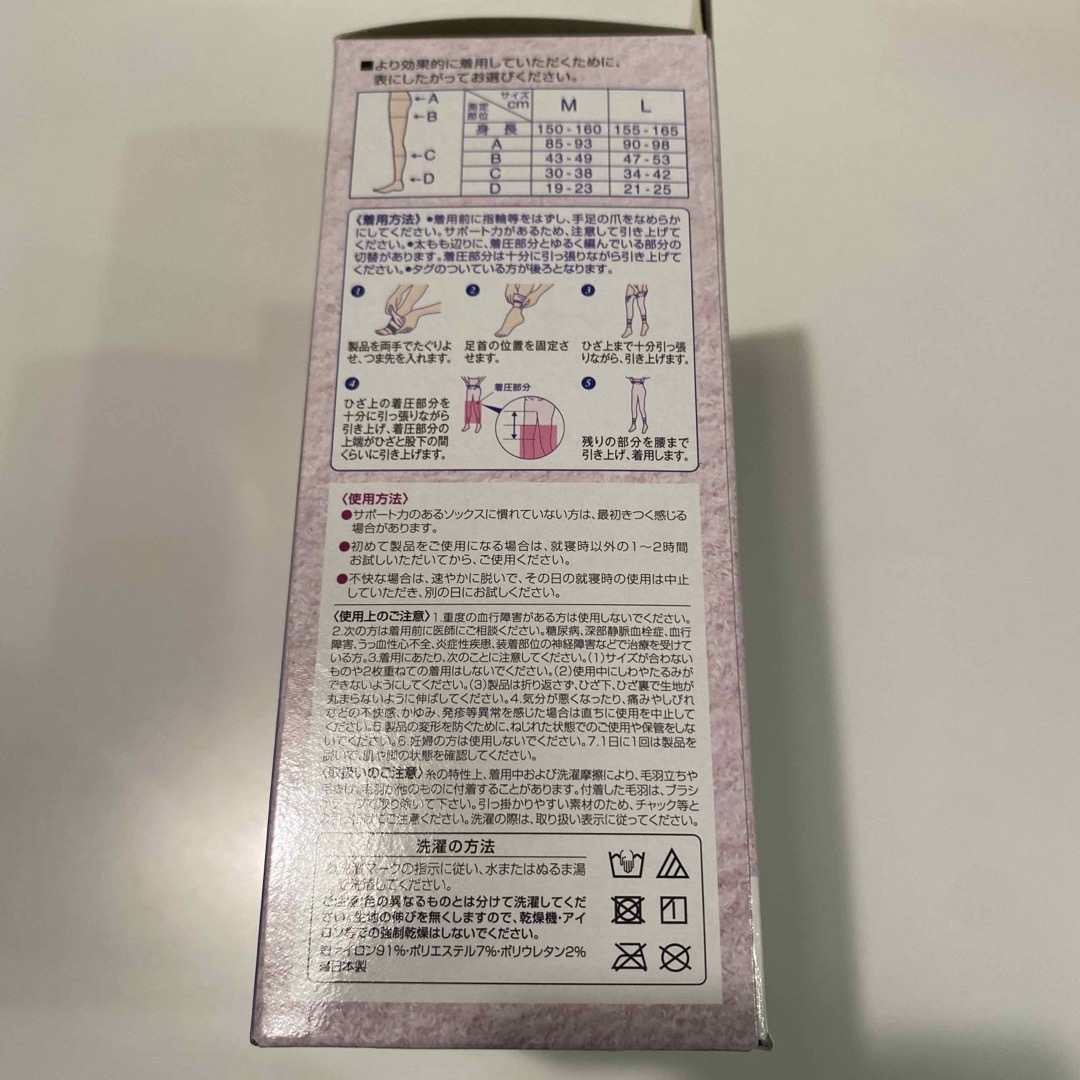 ■より効果的に着用していただくために、
表にしたがってお選びください。
A
B
C
D
サイズcm 測定部位 M L
身長 150-160 155-165
A 85-93 90-98
B 43-49 47-53
C 30-38 34-42
D 19-23 21-25
《着用方法》●着用前に指輪等をはずし、手足の爪をなめらか
にしてください。サポート力があるため、注意して引き上げて
ください。●太もも辺りに、着圧部分とゆるく編んでいる部分の
切替があります。着圧部分は十分に引っ張りながら引き上げて
ください。●タグのついている方が後ろとなります。
1
製品を両手でたぐりよ
せ、つま先を入れます。
2
足首の位置を固定さ
せます。
3
ひざ上まで十分引っ張
りながら、引き上げます。
4
ひざ上の着圧部分を
十分に引っ張りながら
引き上げ、着圧部分の
上端がひざと股下の間
くらいに引き上げます。
着圧部分
5
残りの部分を腰まで
引き上げ、着用します。
〈使用方法〉
●サポート力のあるソックスに慣れていない方は、最初きつく感じる
場合があります。
●初めて製品をご使用になる場合は、就寝時以外の1〜2時間
お試しいただいてから、ご使用ください。
●不快な場合は、速やかに脱いで、その日の就寝時の使用は中止
していただき、別の日にお試しください。
〈使用上のご注意〉1.重度の血行障害がある方は使用しないでください。
2.次の方は着用前に医師にご相談ください。糖尿病、深部静脈血栓症、血行
障害、うっ血性心不全、炎症性疾患、装着部位の神経障害などで治療を受けて
いる方。3.着用にあたり、次のことに注意してください。(1)サイズが合わない
ものや2枚重ねての着用はしないでください。(2)使用中にしわやたるみが
できないようにしてください。(3)製品は折り返さず、ひざ下、ひざ裏で生地が
丸まらないように伸ばしてください。4.気分が悪くなったり、痛みやしびれ
などの不快感、かゆみ、発疹等異常を感じた場合は直ちに使用を中止して
ください。5.製品の変形を防ぐために、ねじれた状態でのご使用や保管をしな
いでください。6.妊婦の方は使用しないでください。7.1日に1回は製品を
脱いで、肌や脚の状態を確認してください。
〈取扱いのご注意〉糸の特性上、着用中および洗濯摩擦により、毛羽立ちや
毛羽が他のものに付着することがあります。付着した毛羽は、ブラシ
やテープで取り除いて下さい。引っ掛かりやすい素材のため、チャック等と
ご注意ください。洗濯の際は、取り扱い表示に従ってください。
洗濯の方法
洗濯マークの指示に従い、水またはぬるま湯
で洗濯してください。
色の異なるものとは分けて洗濯してくだ
さい。生地の伸びを無くしますので、乾燥機・アイ
ロン等での強制乾燥はしないでください。
ナイロン91%・ポリエステル7%・ポリウレタン2%
日本製